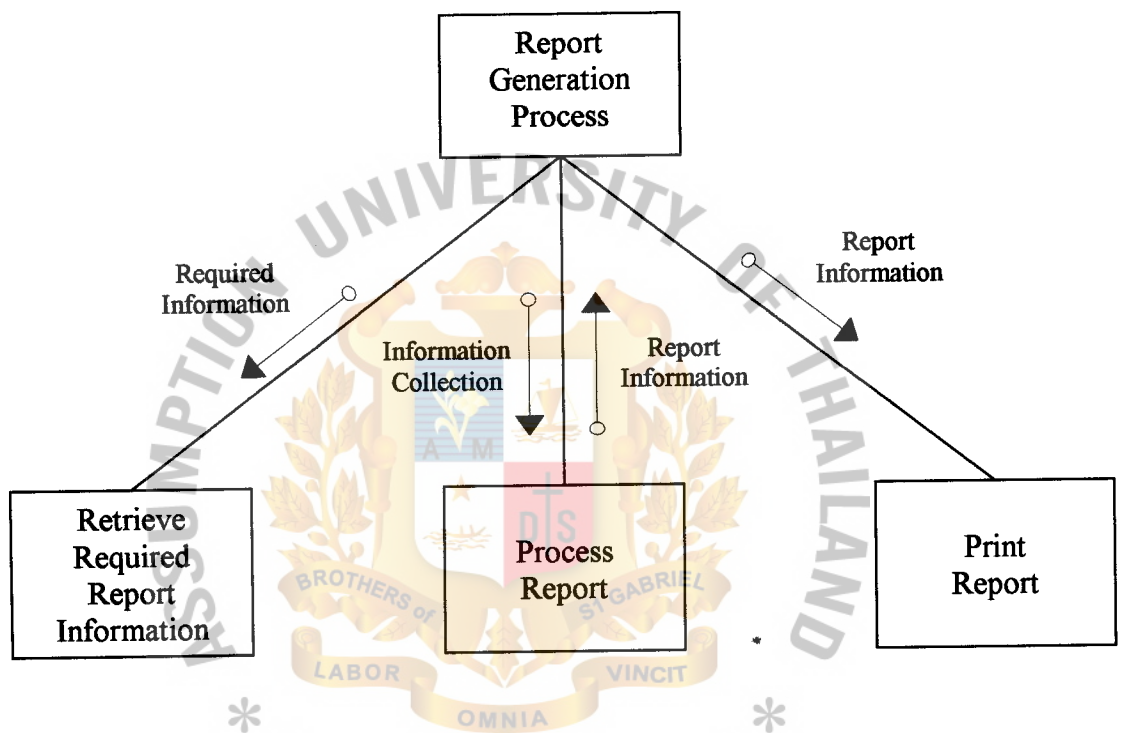 Report
Generation
Process
ASSUMPTION UNIVERSITY OF THAILAND
Required
Information
Report
Information
Information
Collection
Report
Information
A M
D S
Retrieve
Required
Report
Information
Process
Report
Print
Report
BROTHERS of ST GABRIEL
LABOR
VINCIT
OMNIA